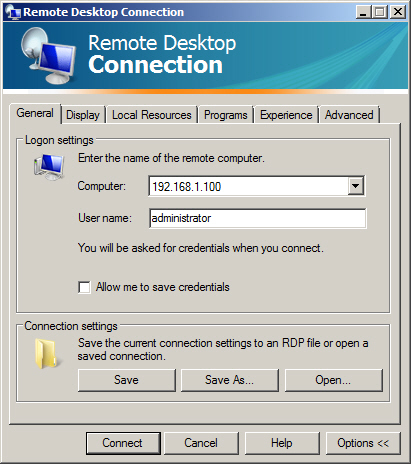 Remote Desktop Connection
Remote Desktop
Connection
General Display Local Resources Programs Experience Advanced
Logon settings
Enter the name of the remote computer.
Computer: 192.168.1.100
User name: administrator
You will be asked for credentials when you connect.
Allow me to save credentials
Connection settings
Save the current connection settings to an RDP file or open a
saved connection.
Save Save As... Open...
Connect Cancel Help Options <<